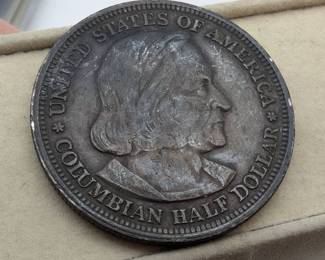 UNITED STATES OF AMERICA
COLUMBIAN HALF DOLLAR